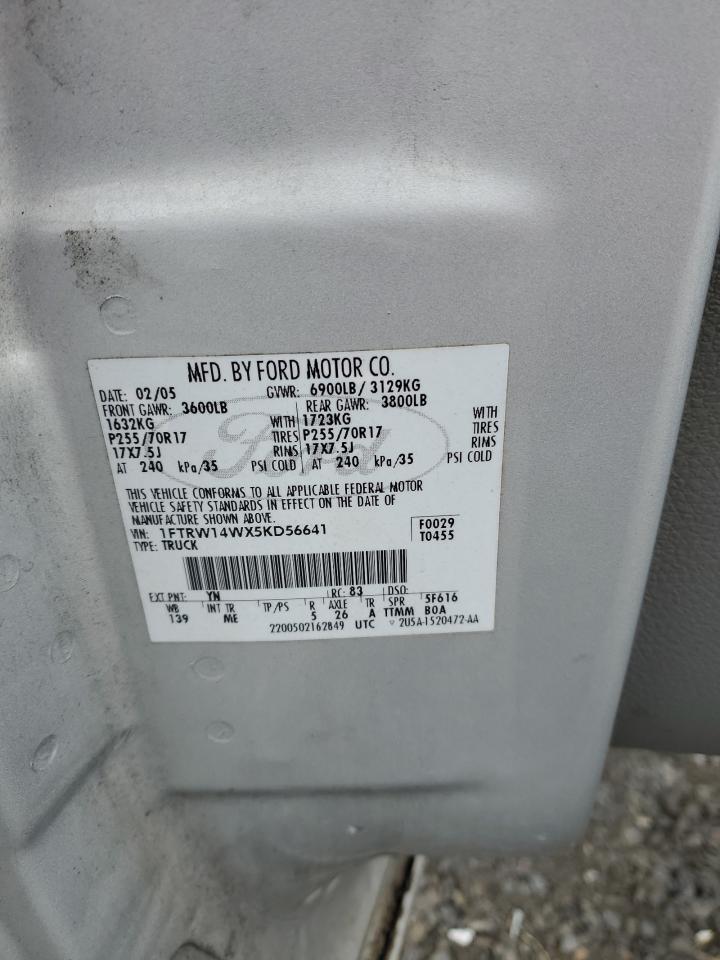 MFD. BY FORD MOTOR CO.
DATE: 02/05 GVWR: 6900LB/ 3129KG
FRONT GAWR: 3600LB REAR GAWR: 3800LB
1632KG WITH 1723KG WITH
P255/70R17 TIRES P255/70R17 TIRES
17X7.5J RIMS 17X7.5J RIMS
AT 240 kPa/35 PSI COLD AT 240 kPa/35 PSI COLD
Ford
THIS VEHICLE CONFORMS TO ALL APPLICABLE FEDERAL MOTOR
VEHICLE SAFETY STANDARDS IN EFFECT ON THE DATE OF
MANUFACTURE SHOWN ABOVE.
VIN: 1FTRW14WX5KD56641 F0029
TYPE: TRUCK T0455
EXT PNT: YN RC: 83 DSO:
WB INT TR TP/PS R AXLE TR SPR 5F616
139 ME 5 26 A TTMM BOA
2200502162849 UTC 2U5A-1520472-AA